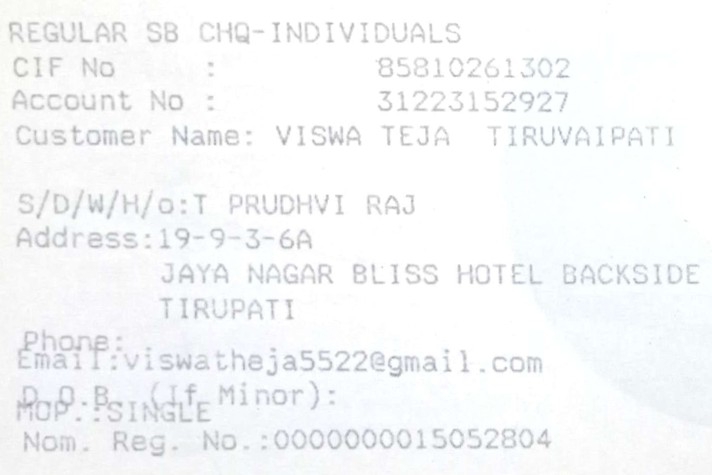 REGULAR SB CHQ-INDIVIDUALS
CIF No : 85810261302
Account No : 31223152927
Customer Name: VISWA TEJA TIRUVAIPATI
S/D/W/H/o:T PRUDHVI RAJ
Address:19-9-3-6A
JAYA NAGAR BLISS HOTEL BACKSIDE
TIRUPATI
Phone:
Email:viswatheja5522@gmail.com
D.O.B. (If Minor):
MOP.:SINGLE
Nom. Reg. No.:0000000015052804